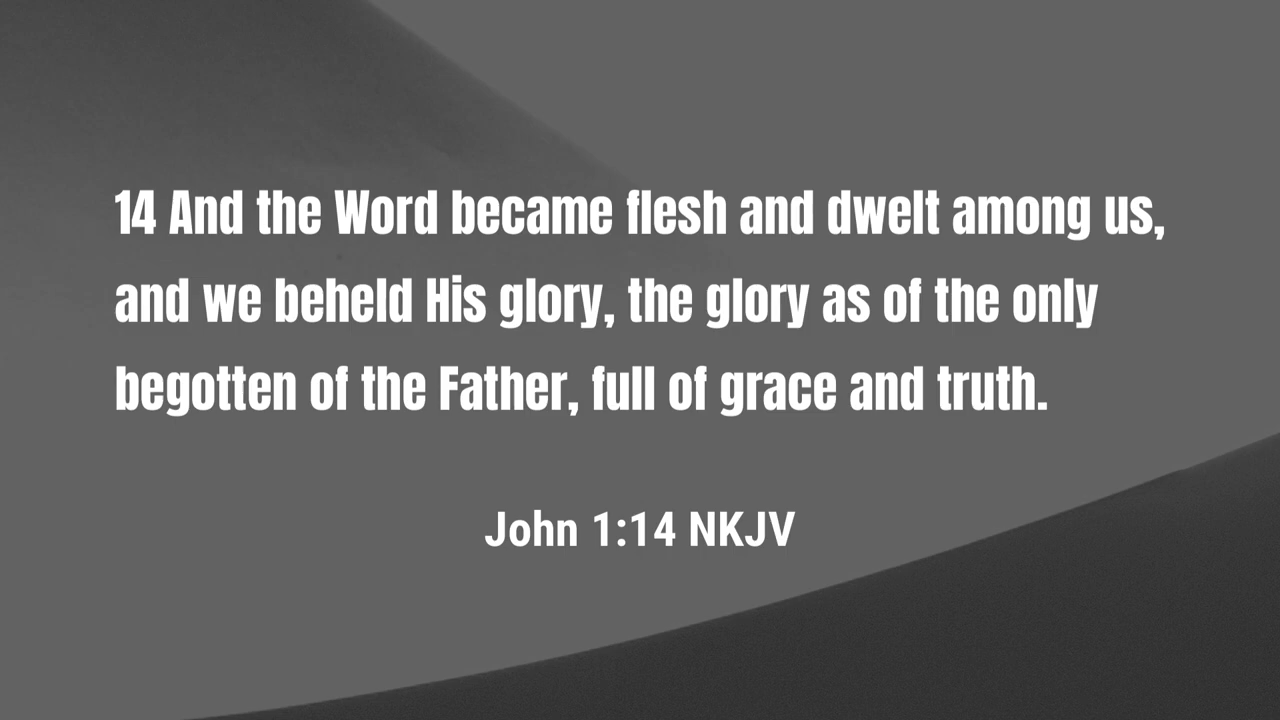 14 And the Word became flesh and dwelt among us,
and we beheld His glory, the glory as of the only
begotten of the Father, full of grace and truth.
John 1:14 NKJV